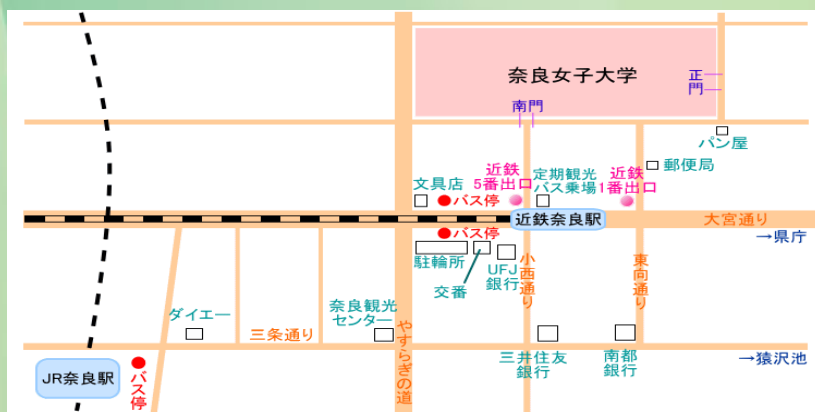 奈良女子大学
正
門
南門
パン屋
郵便局
近鉄
5番出口
定期観光
バス乗場
近鉄
1番出口
文具店
バス停
近鉄奈良駅
大宮通り
→県庁
バス停
駐輪所
交番
UFJ
銀行
小西通り
東向通り
ダイエー
奈良観光
センター
三条通り
やすらぎの道
三井住友
銀行
南都
銀行
→猿沢池
JR奈良駅
バス停